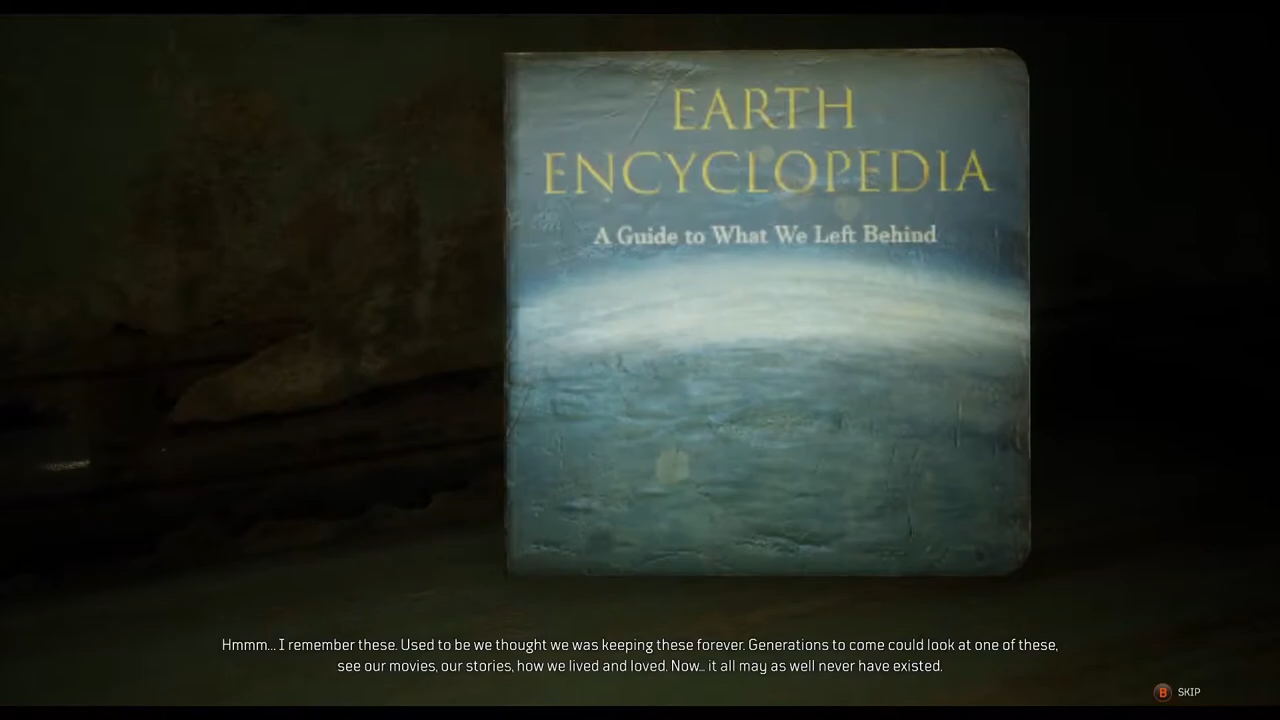 EARTH
ENCYCLOPEDIA
A Guide to What We Left Behind
Hmmm... I remember these. Used to be we thought we was keeping these forever. Generations to come could look at one of these,
see our movies, our stories, how we lived and loved. Now... it all may as well never have existed.
B SKIP